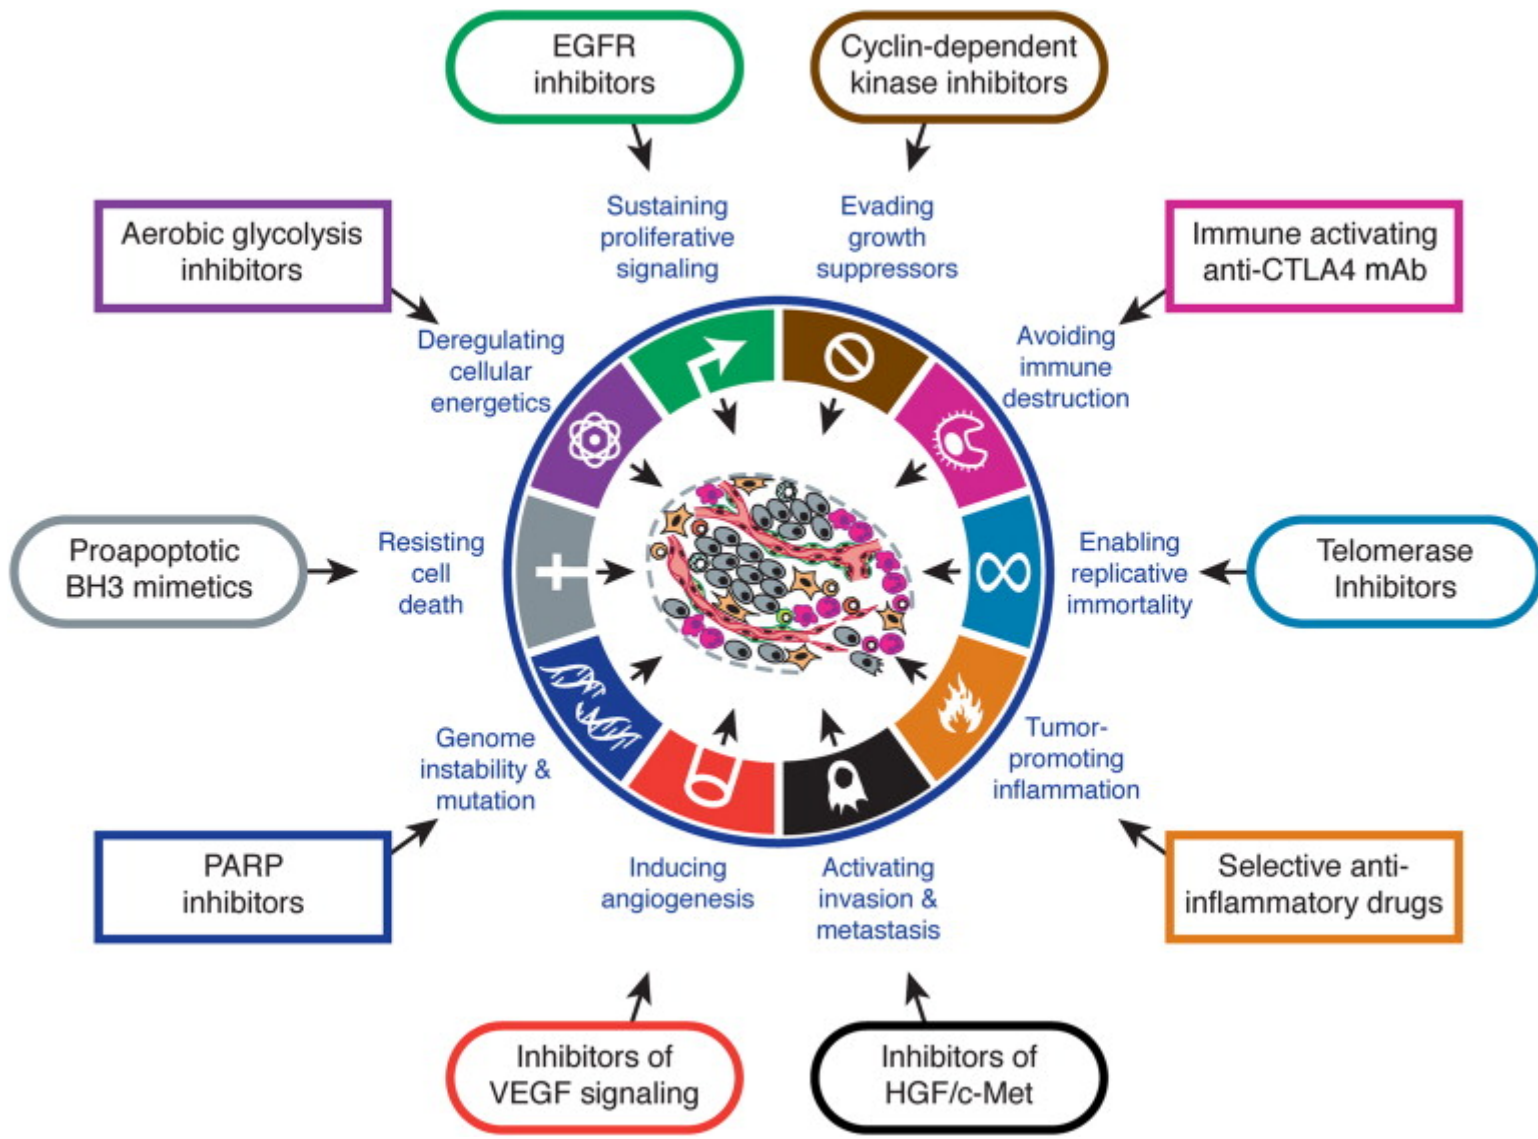 EGFR
inhibitors
Cyclin-dependent
kinase inhibitors
Sustaining
proliferative
signaling
Evading
growth
suppressors
Aerobic glycolysis
inhibitors
Immune activating
anti-CTLA4 mAb
Deregulating
cellular
energetics
Avoiding
immune
destruction
Proapoptotic
BH3 mimetics
Resisting
cell
death
Enabling
replicative
immortality
Telomerase
Inhibitors
Genome
instability &
mutation
Tumor-
promoting
inflammation
PARP
inhibitors
Inducing
angiogenesis
Activating
invasion &
metastasis
Selective anti-
inflammatory drugs
Inhibitors of
VEGF signaling
Inhibitors of
HGF/c-Met